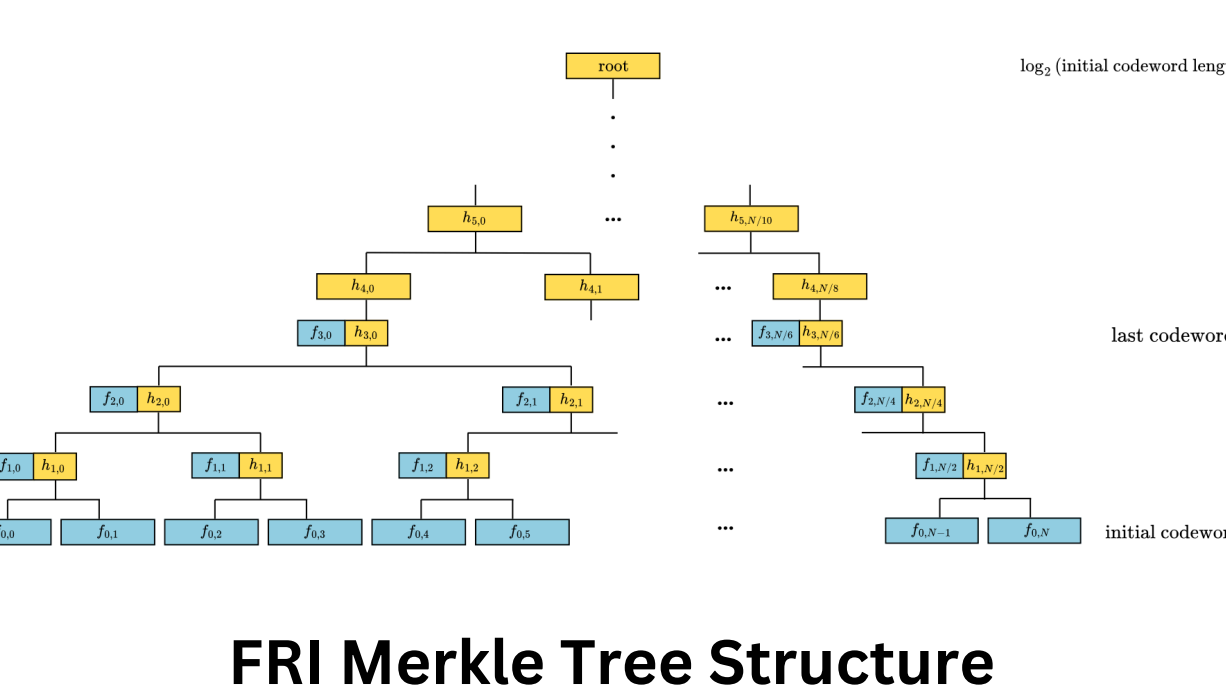 root
log₂ (initial codeword leng
h₅,₀ ... h₅,N/10
h₄,₀ h₄,₁ ... h₄,N/8
f₃,₀ h₃,₀ ... f₃,N/6 h₃,N/6
last codeword
f₂,₀ h₂,₀ f₂,₁ h₂,₁ ... f₂,N/4 h₂,N/4
f₁,₀ h₁,₀ f₁,₁ h₁,₁ f₁,₂ h₁,₂ ... f₁,N/2 h₁,N/2
f₀,₀ f₀,₁ f₀,₂ f₀,₃ f₀,₄ f₀,₅ ... f₀,N−1 f₀,N
initial codewor
FRI Merkle Tree Structure